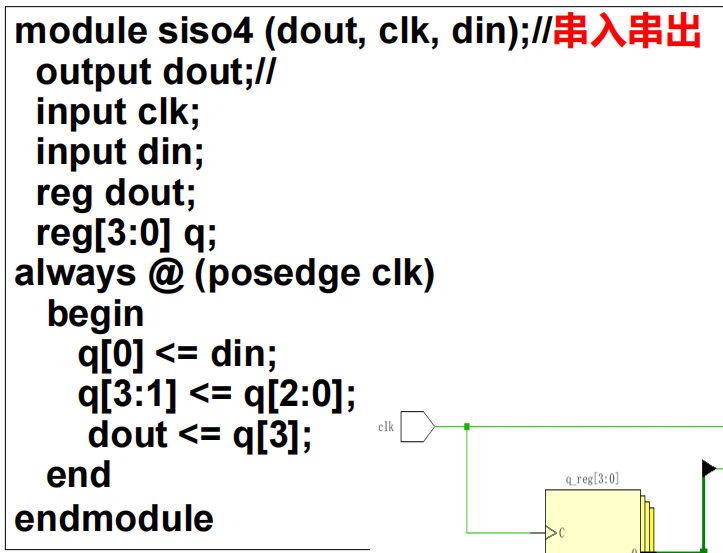 module siso4 (dout, clk, din);//串入串出
output dout;//
input clk;
input din;
reg dout;
reg[3:0] q;
always @ (posedge clk)
begin
q[0] <= din;
q[3:1] <= q[2:0];
dout <= q[3];
end
endmodule
clk
q_reg[3:0]
C